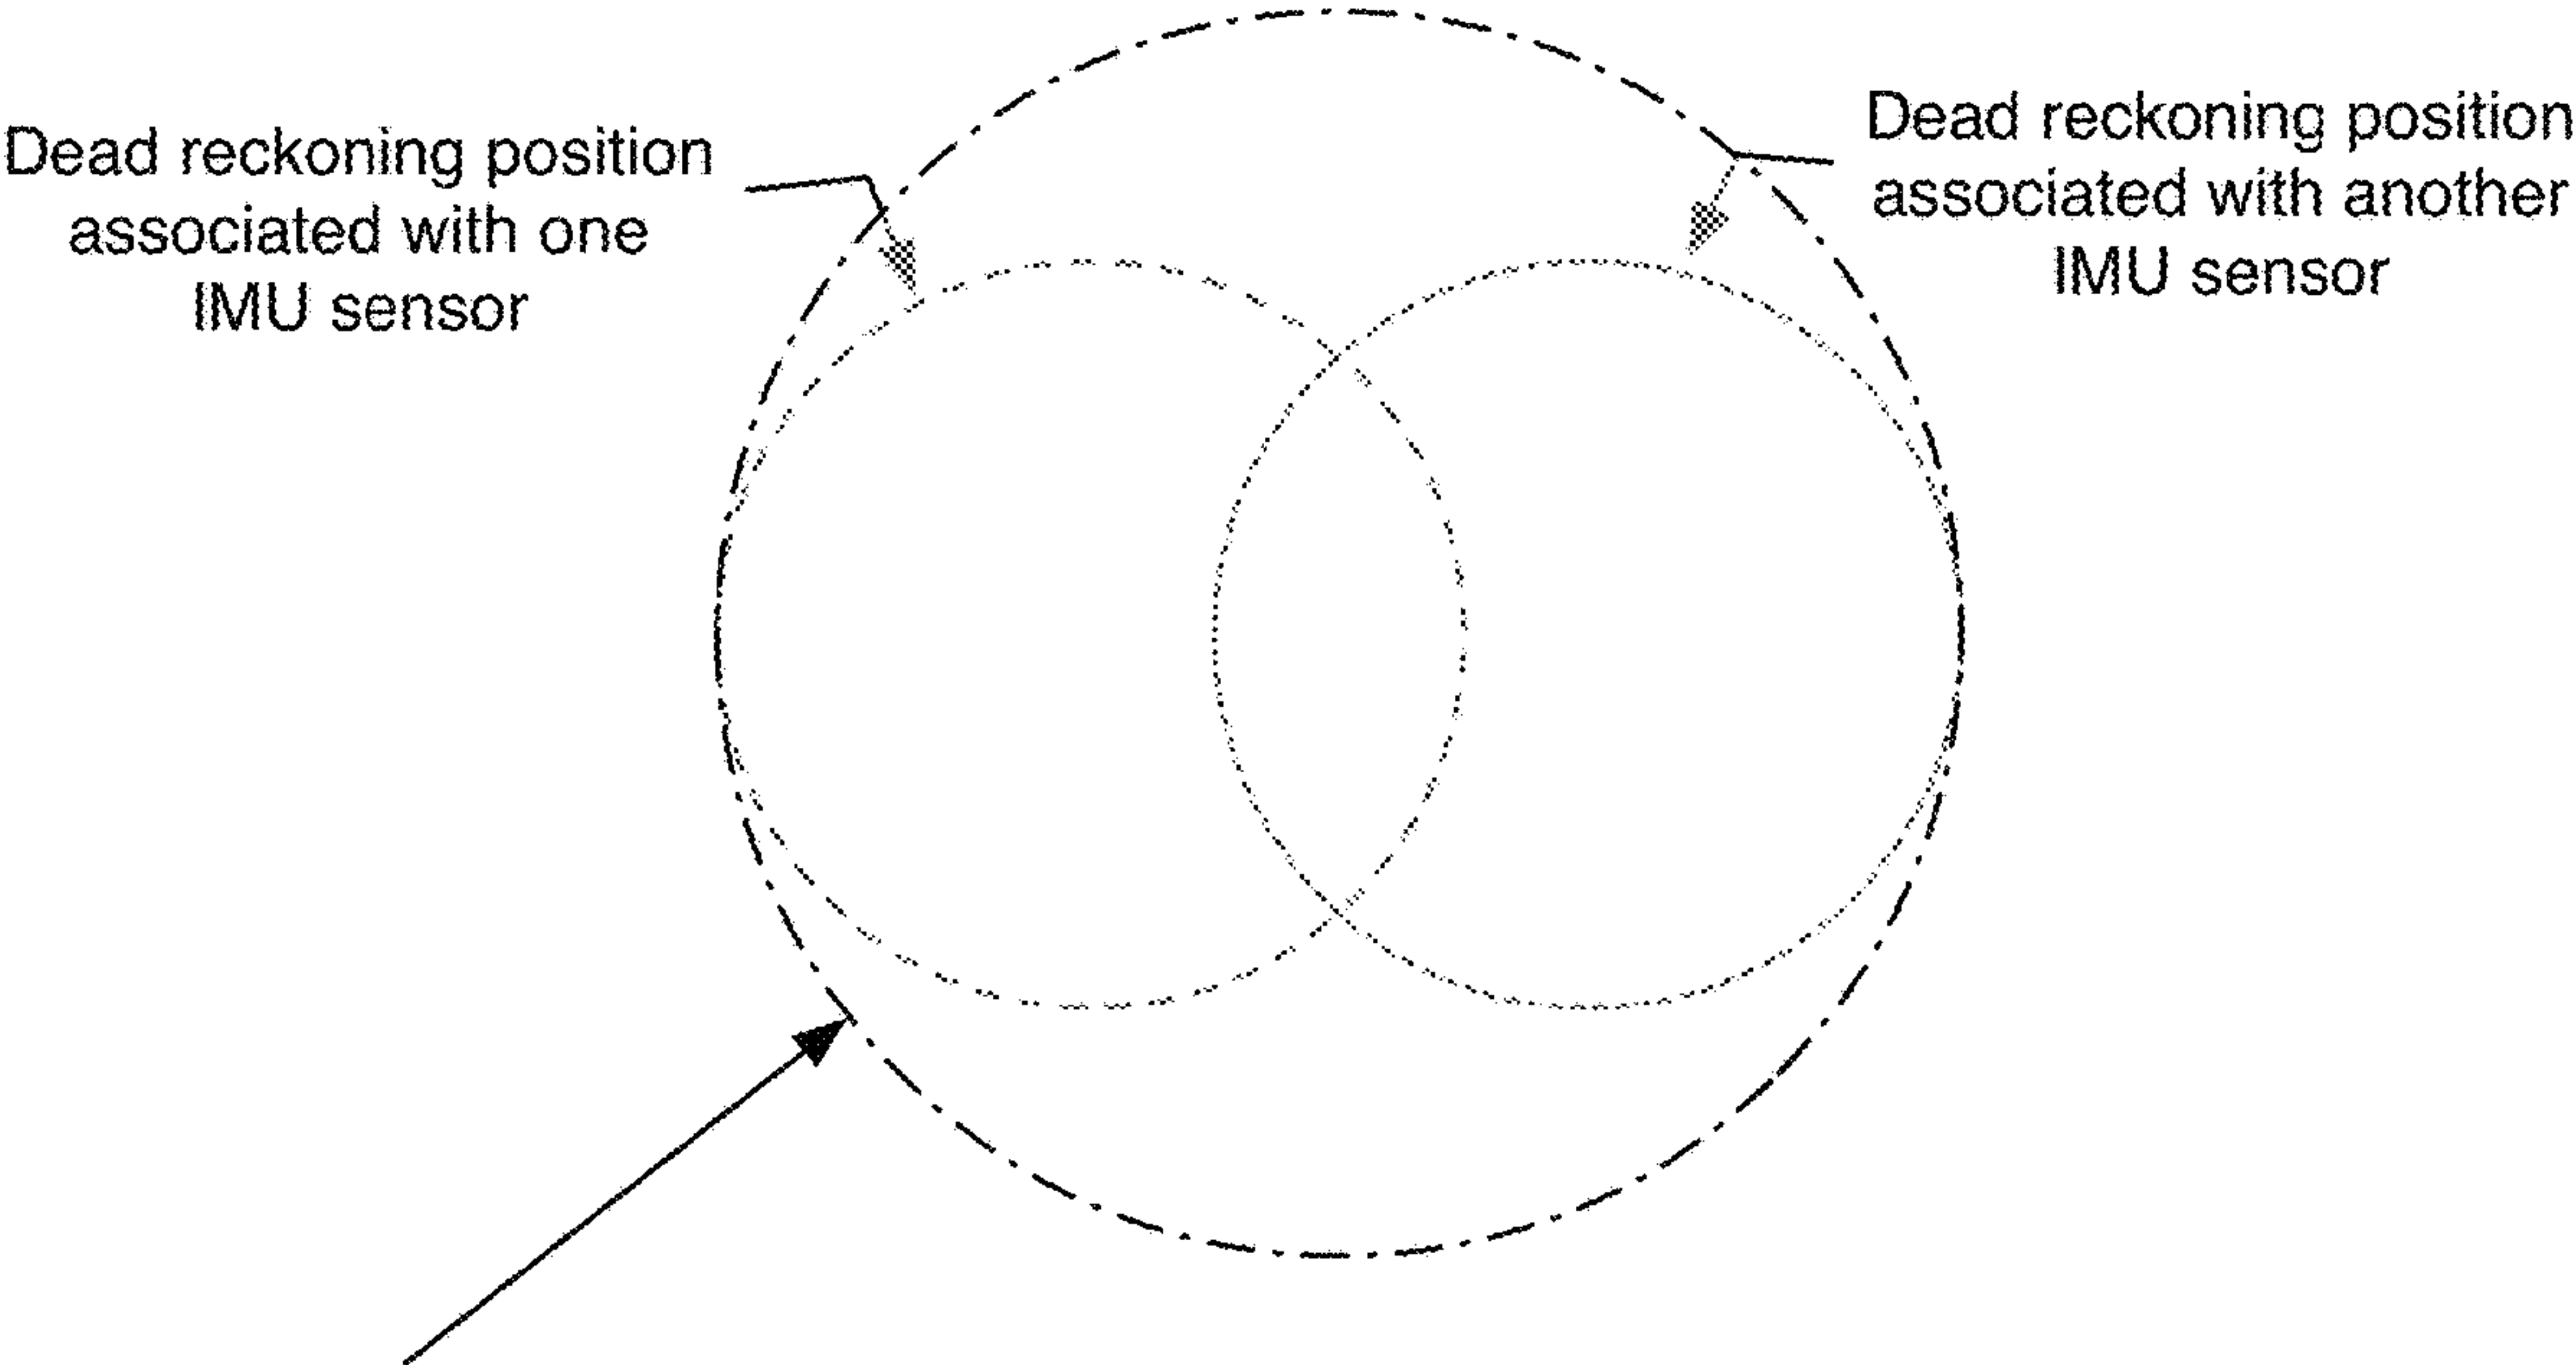 Dead reckoning position
associated with one
IMU sensor
Dead reckoning position
associated with another
IMU sensor